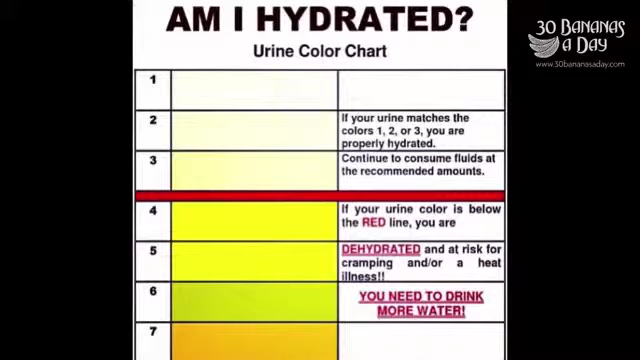 AM I HYDRATED?
Urine Color Chart
30 BANANAS
A DAY
www.30bananasaday.com
1
2
If your urine matches the
colors 1, 2, or 3, you are
properly hydrated.
3
Continue to consume fluids at
the recommended amounts.
4
If your urine color is below
the RED line, you are
5
DEHYDRATED and at risk for
cramping and/or a heat
illness!!
6
YOU NEED TO DRINK
MORE WATER!
7